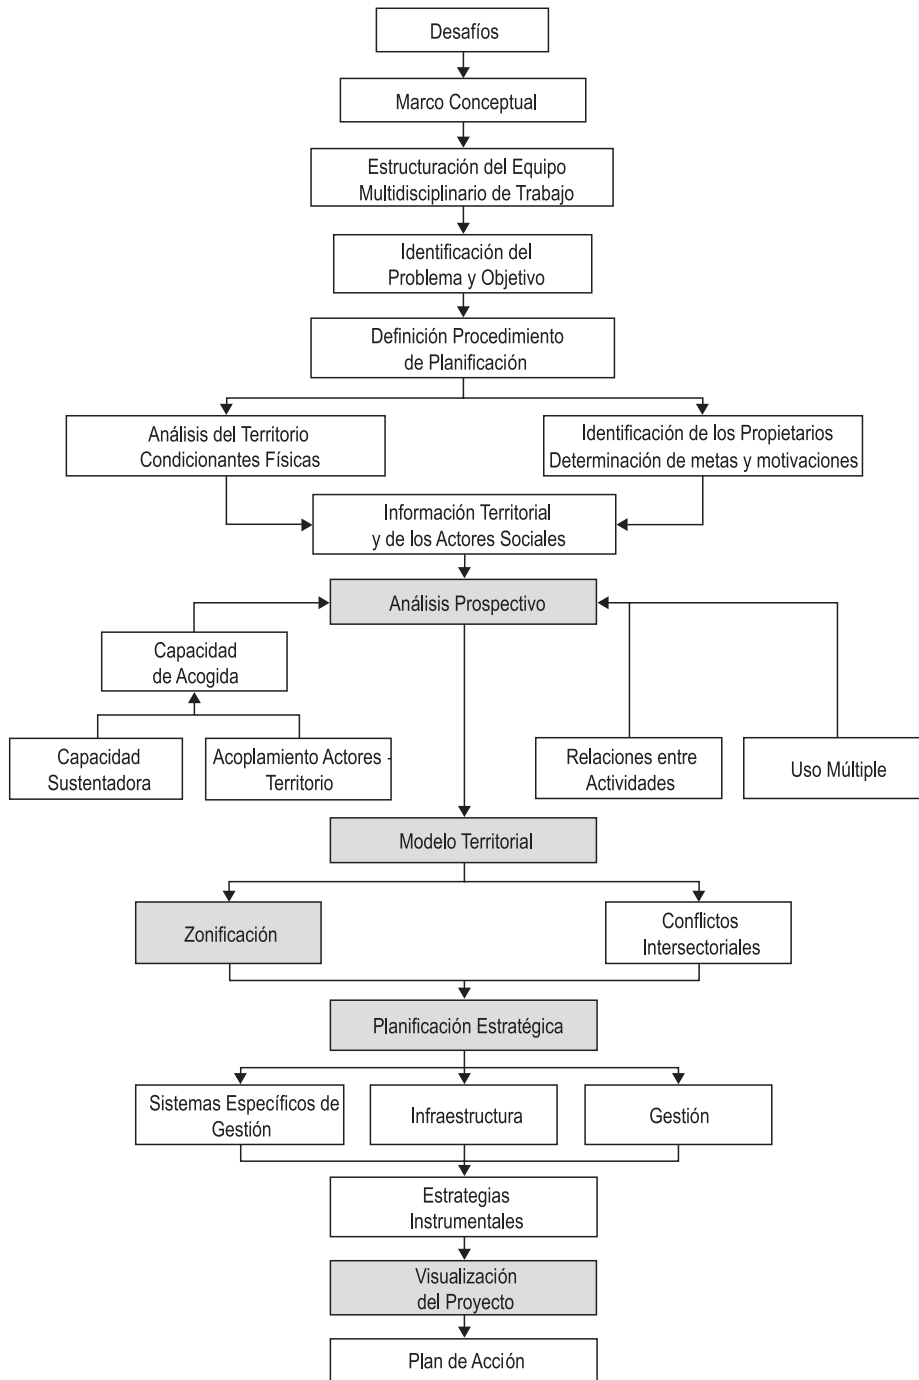 Desafíos
Marco Conceptual
Estructuración del Equipo
Multidisciplinario de Trabajo
Identificación del
Problema y Objetivo
Definición Procedimiento
de Planificación
Análisis del Territorio
Condicionantes Físicas
Identificación de los Propietarios
Determinación de metas y motivaciones
Información Territorial
y de los Actores Sociales
Análisis Prospectivo
Capacidad
de Acogida
Capacidad
Sustentadora
Acoplamiento Actores -
Territorio
Relaciones entre
Actividades
Uso Múltiple
Modelo Territorial
Zonificación
Conflictos
Intersectoriales
Planificación Estratégica
Sistemas Específicos de
Gestión
Infraestructura
Gestión
Estrategias
Instrumentales
Visualización
del Proyecto
Plan de Acción